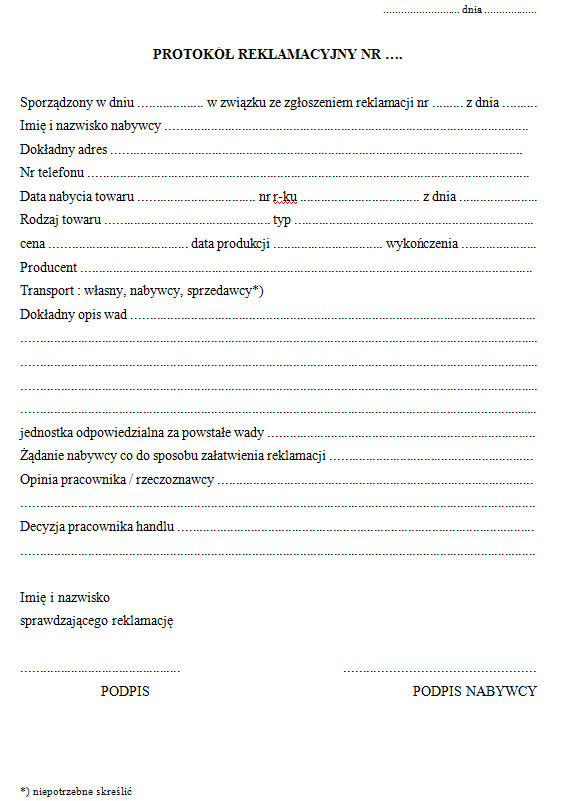 .......................... dnia ..................
PROTOKÓŁ REKLAMACYJNY NR ….
Sporządzony w dniu .................... w związku ze zgłoszeniem reklamacji nr ......... z dnia ..........
Imię i nazwisko nabywcy ....................................................................................................
Dokładny adres ....................................................................................................
Nr telefonu ....................................................................................................
Data nabycia towaru .................................. nr r-ku .................................. z dnia ......................
Rodzaj towaru .............................................. typ ....................................................................
cena ........................................ data produkcji ............................... wykończenia ......................
Producent ....................................................................................................
Transport : własny, nabywcy, sprzedawcy*)
Dokładny opis wad ....................................................................................................
....................................................................................................
....................................................................................................
....................................................................................................
....................................................................................................
jednostka odpowiedzialna za powstałe wady ..........................................................................
Żądanie nabywcy co do sposobu załatwienia reklamacji ........................................................
Opinia pracownika / rzeczoznawcy ..........................................................................
....................................................................................................
Decyzja pracownika handlu ....................................................................................................
....................................................................................................
Imię i nazwisko
sprawdzającego reklamację
.............................................. ......................................................
PODPIS PODPIS NABYWCY
*) niepotrzebne skreślić